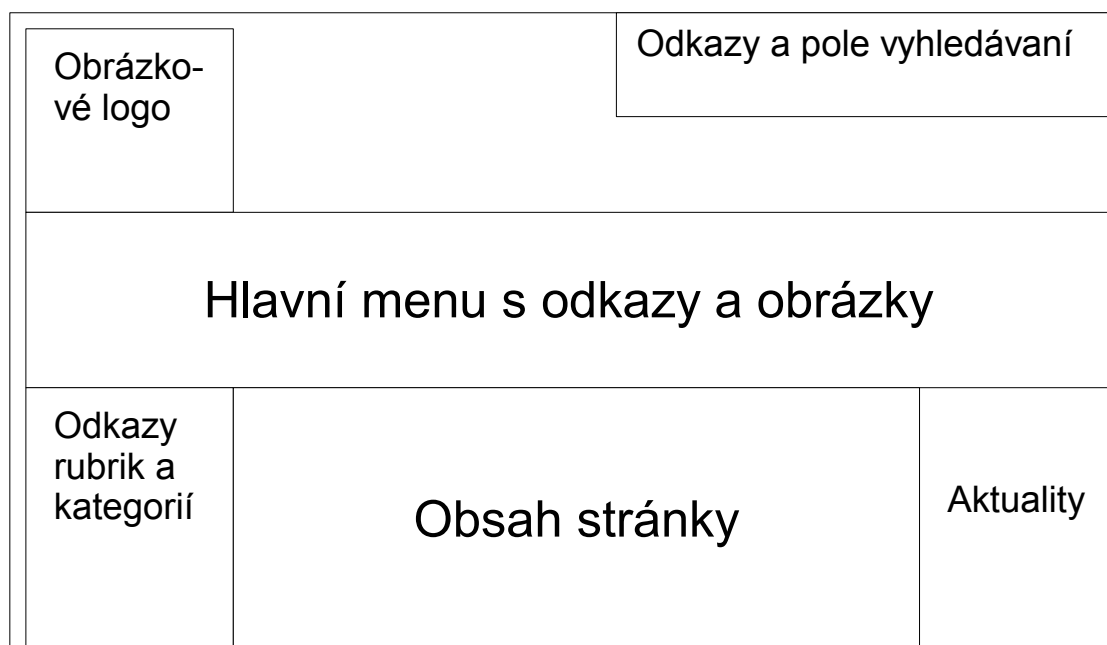 Obrázko-
vé logo
Odkazy a pole vyhledávaní
Hlavní menu s odkazy a obrázky
Odkazy
rubrik a
kategorií
Obsah stránky
Aktuality